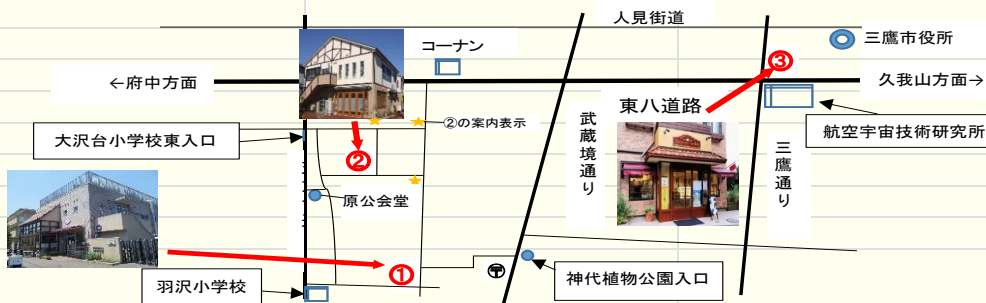 人見街道
三鷹市役所
コーナン
③
←府中方面
久我山方面→
東八道路
②の案内表示
航空宇宙技術研究所
大沢台小学校東入口
武蔵境通り
三鷹通り
②
原公会堂
①
〒
神代植物公園入口
羽沢小学校